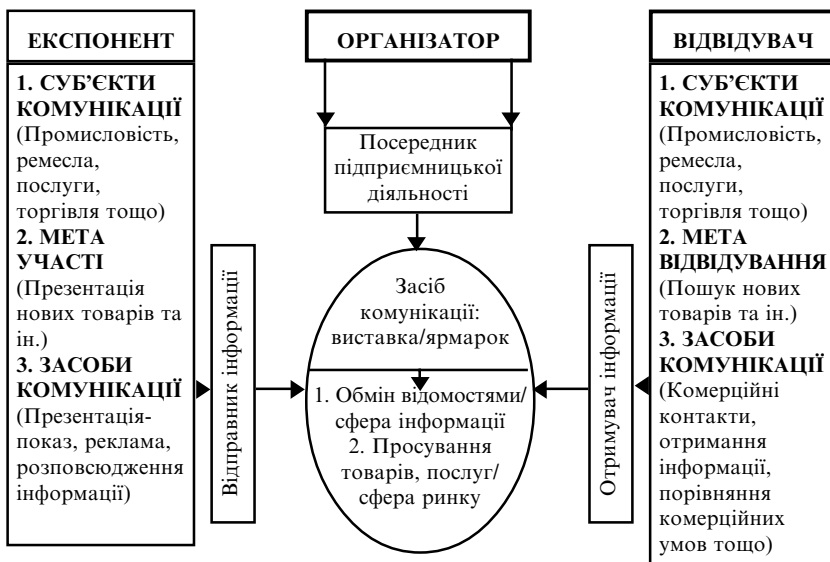 ЕКСПОНЕНТ
1. СУБ’ЄКТИ
КОМУНІКАЦІЇ
(Промисловість,
ремесла,
послуги,
торгівля тощо)
2. МЕТА
УЧАСТІ
(Презентація
нових товарів та
ін.)
3. ЗАСОБИ
КОМУНІКАЦІЇ
(Презентація-
показ, реклама,
розповсюдження
інформації)
Відправник інформації
ОРГАНІЗАТОР
Посередник
підприємницької
діяльності
Засіб
комунікації:
виставка/ярмарок
1. Обмін відомостями/
сфера інформації
2. Просування
товарів, послуг/
сфера ринку
Отримувач інформації
ВІДВІДУВАЧ
1. СУБ’ЄКТИ
КОМУНІКАЦІЇ
(Промисловість,
ремесла,
послуги,
торгівля тощо)
2. МЕТА
ВІДВІДУВАННЯ
(Пошук нових
товарів та ін.)
3. ЗАСОБИ
КОМУНІКАЦІЇ
(Комерційні
контакти,
отримання
інформації,
порівняння
комерційних
умов тощо)